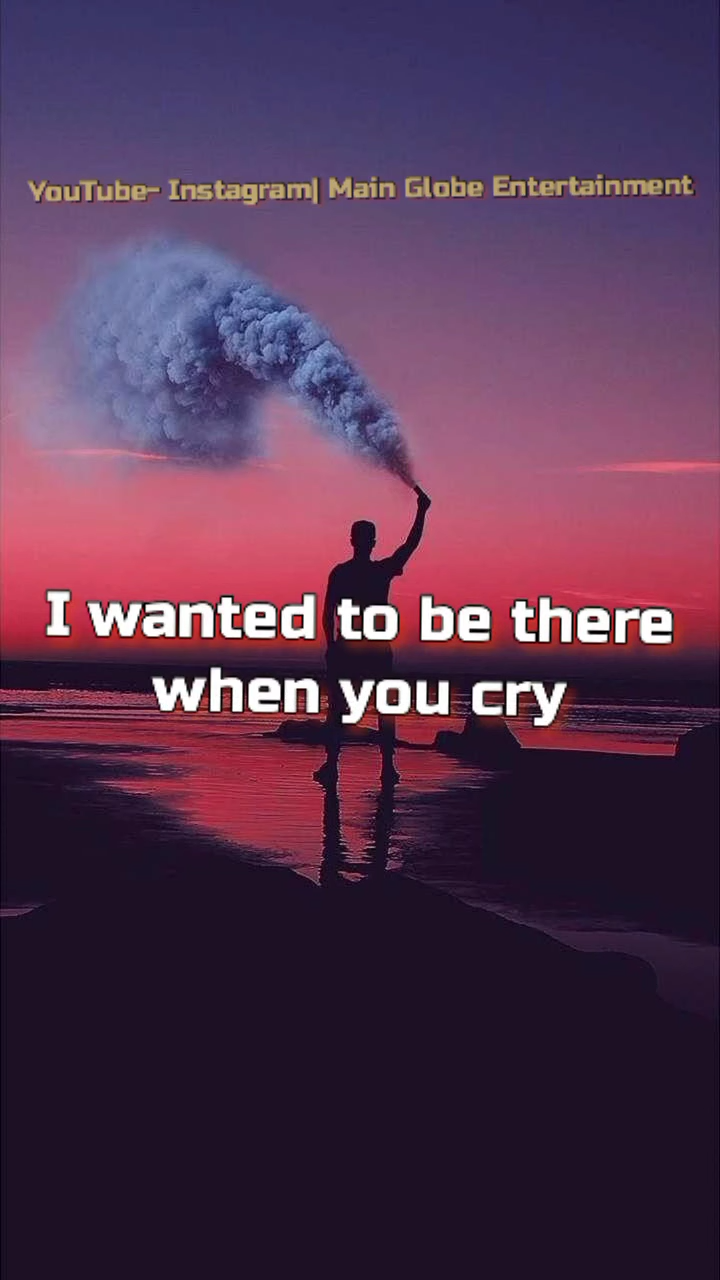 YouTube- Instagram| Main Globe Entertainment
I wanted to be there
when you cry